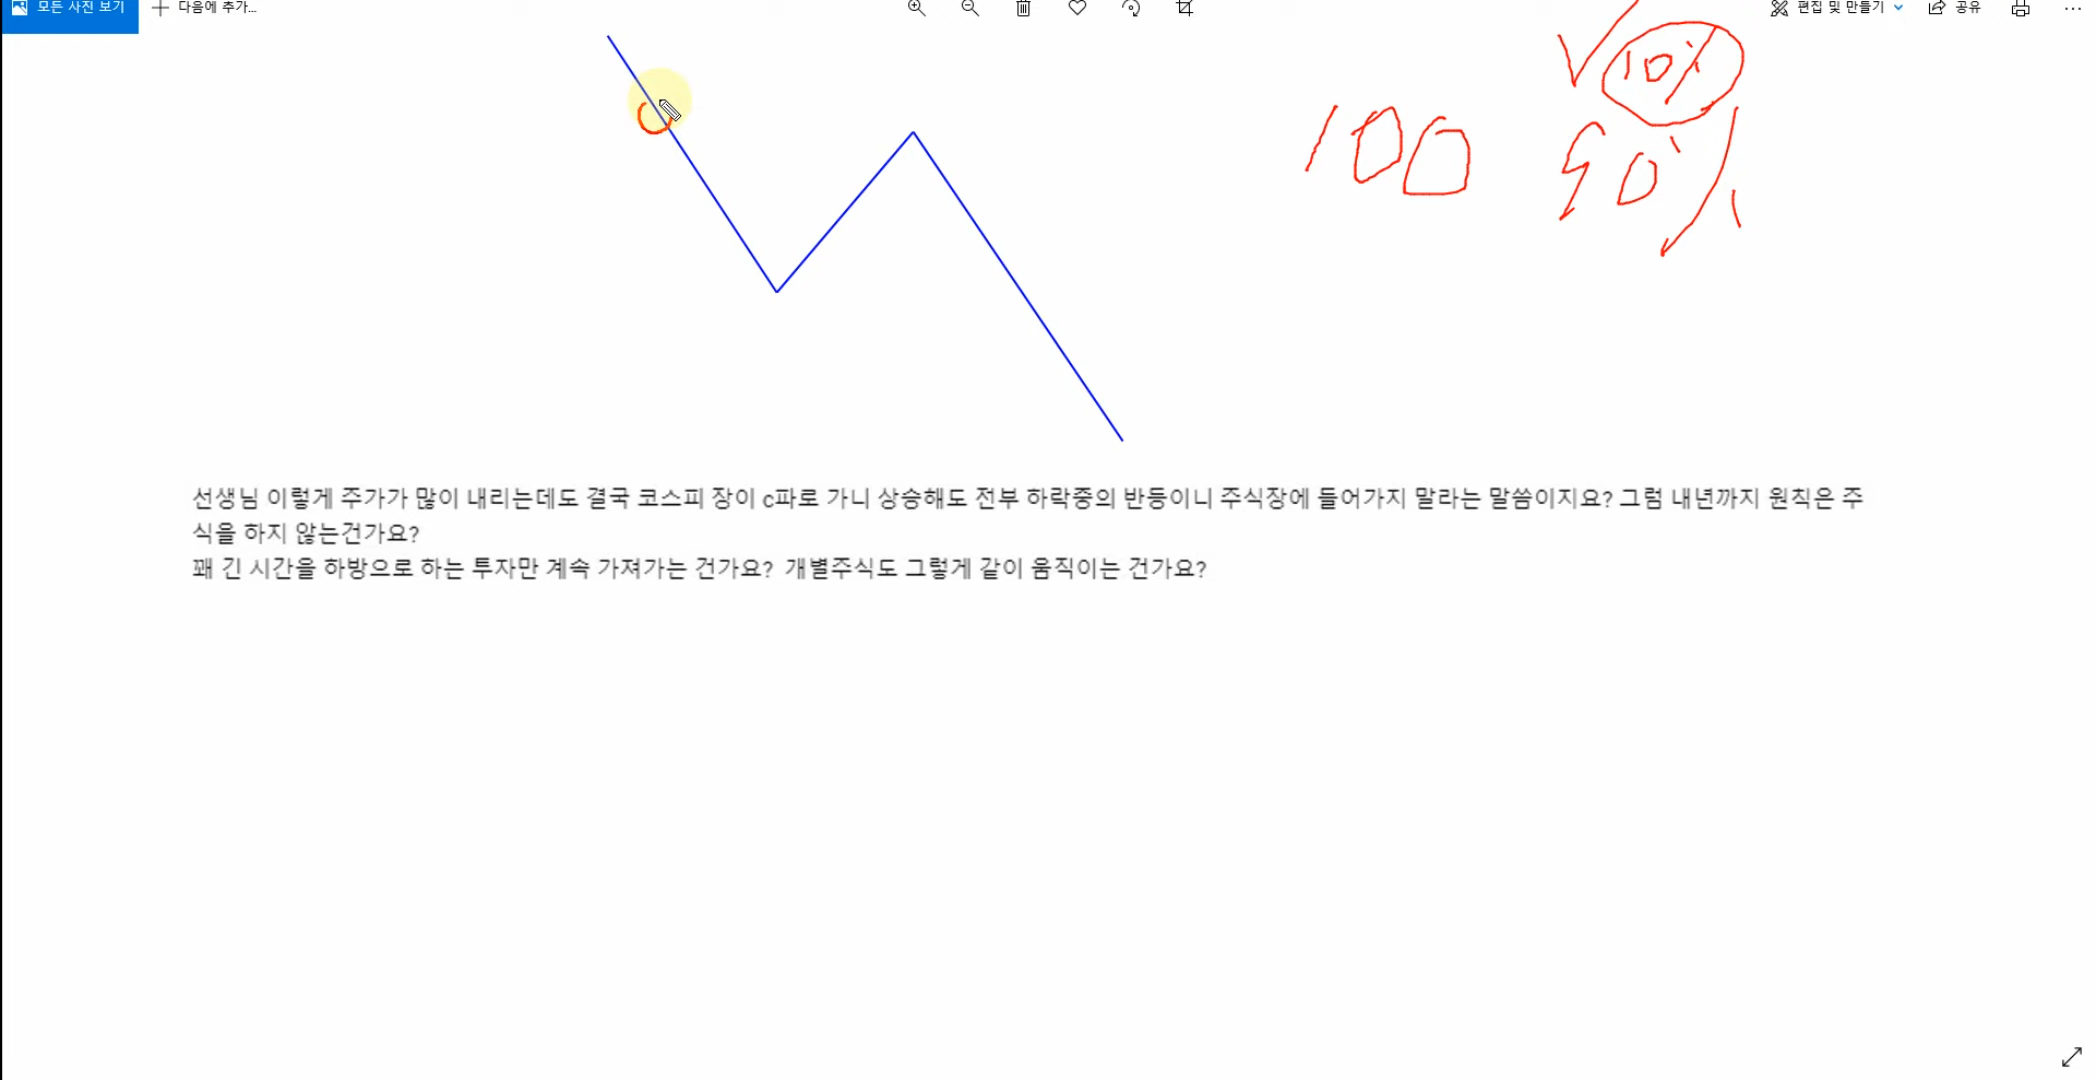 모든 사진 보기
다음에 추가...
편집 및 만들기
공유
10%
100
90%
선생님 이렇게 주가가 많이 내리는데도 결국 코스피 장이 c파로 가니 상승해도 전부 하락중의 반등이니 주식장에 들어가지 말라는 말씀이지요? 그럼 내년까지 원칙은 주
식을 하지 않는건가요?
꽤 긴 시간을 하방으로 하는 투자만 계속 가져가는 건가요? 개별주식도 그렇게 같이 움직이는 건가요?